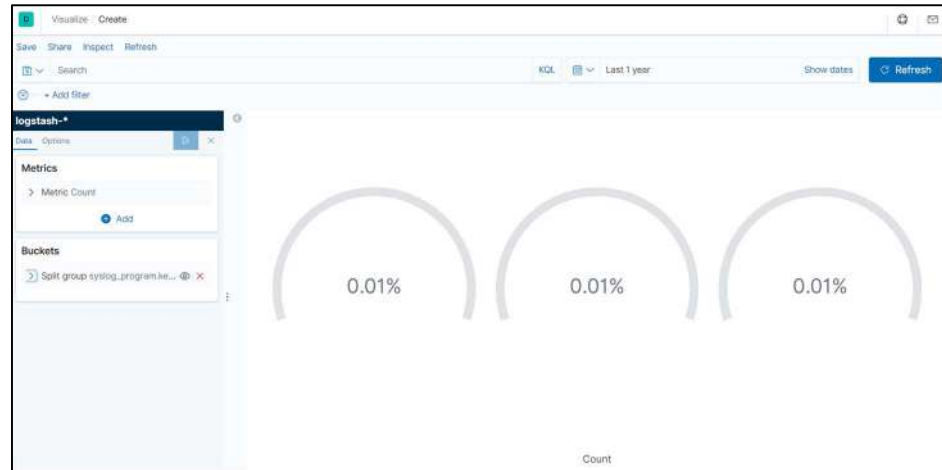 D Visualize Create
Save Share Inspect Refresh
Search KQL Last 1 year Show dates Refresh
+ Add filter
logstash-*
Data Options
Metrics
Metric Count
Add
Buckets
Split group syslog_program.ke...
0.01% 0.01% 0.01%
Count